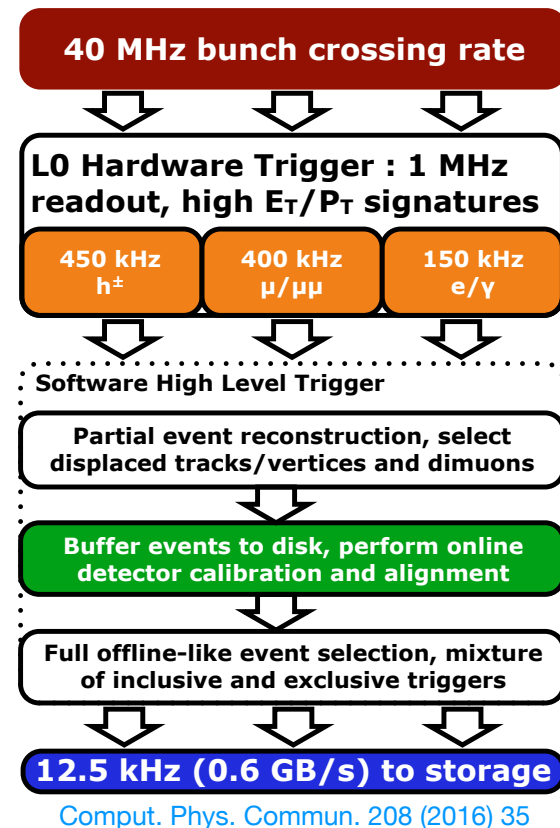 40 MHz bunch crossing rate
L0 Hardware Trigger : 1 MHz
readout, high E_T/P_T signatures
450 kHz
h±
400 kHz
μ/μμ
150 kHz
e/γ
Software High Level Trigger
Partial event reconstruction, select
displaced tracks/vertices and dimuons
Buffer events to disk, perform online
detector calibration and alignment
Full offline-like event selection, mixture
of inclusive and exclusive triggers
12.5 kHz (0.6 GB/s) to storage
Comput. Phys. Commun. 208 (2016) 35